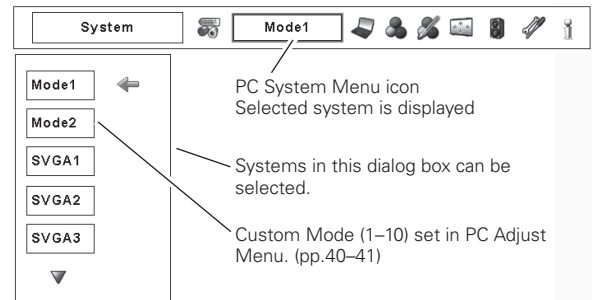 System
Mode1
PC System Menu icon
Selected system is displayed
Mode1
Mode2
SVGA1
SVGA2
SVGA3
Systems in this dialog box can be
selected.
Custom Mode (1–10) set in PC Adjust
Menu. (pp.40–41)